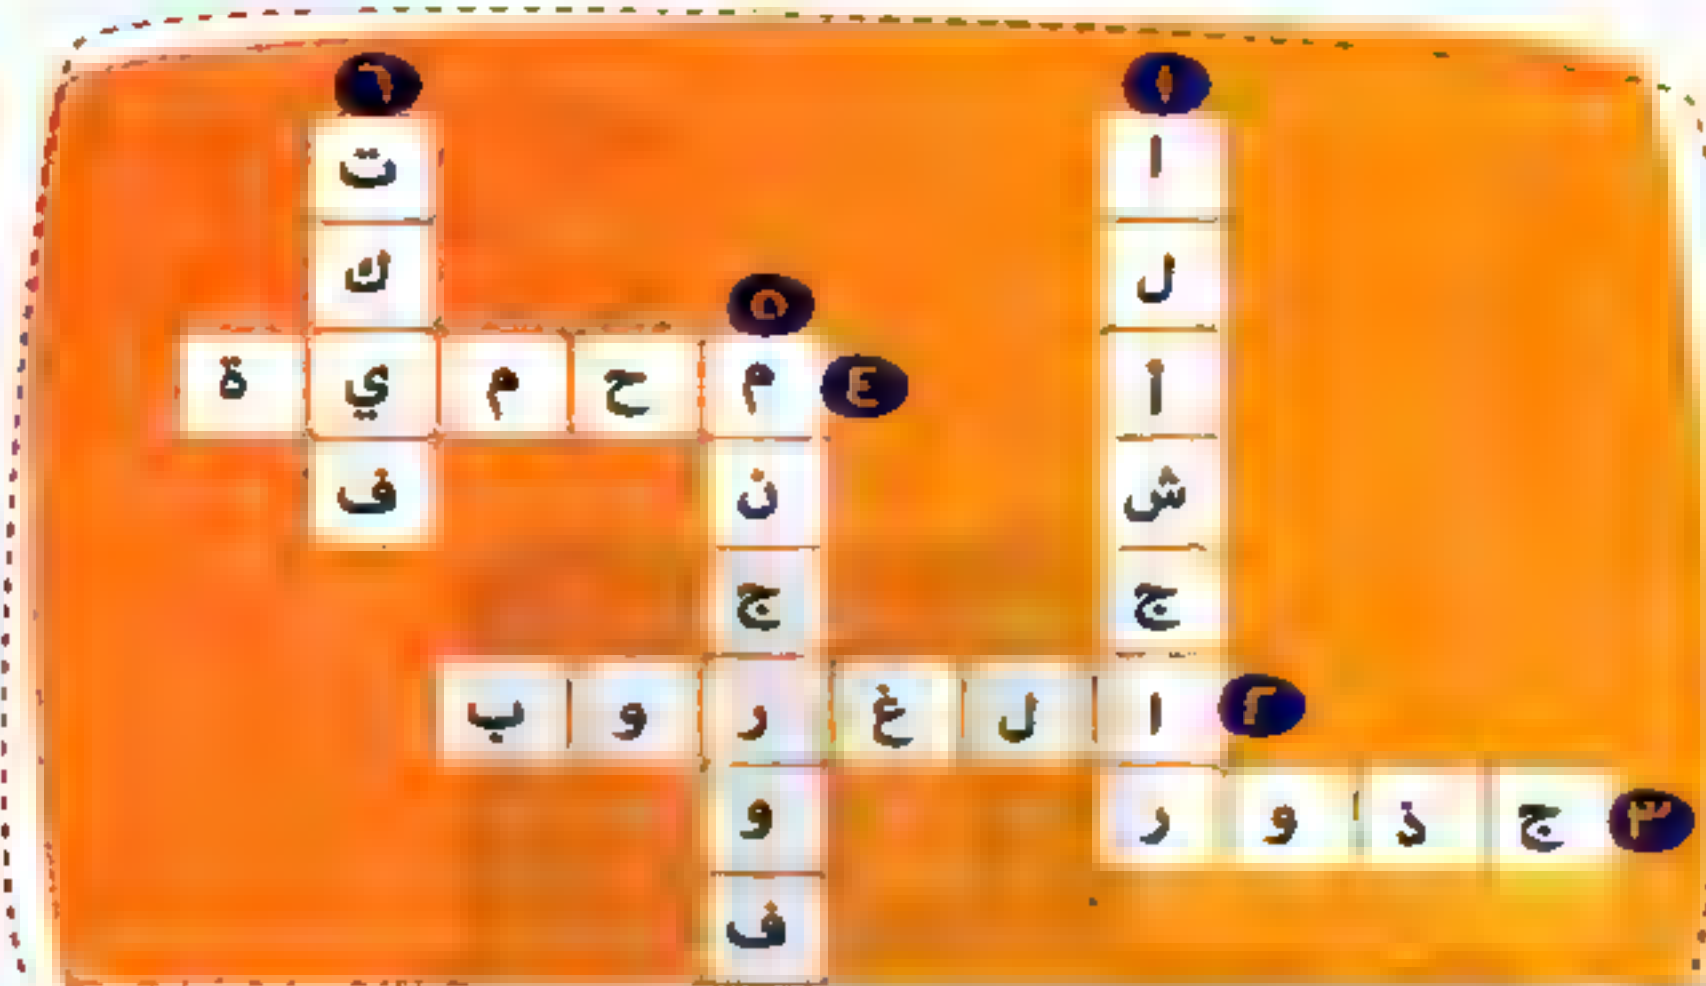 ٦ ١
ت ا
ك ل
٥
٤ م ح م ي ة أ
ف ن ش
ج ج
٢ ا ل غ ر و ب
٣ ج ذ و ر و
ف